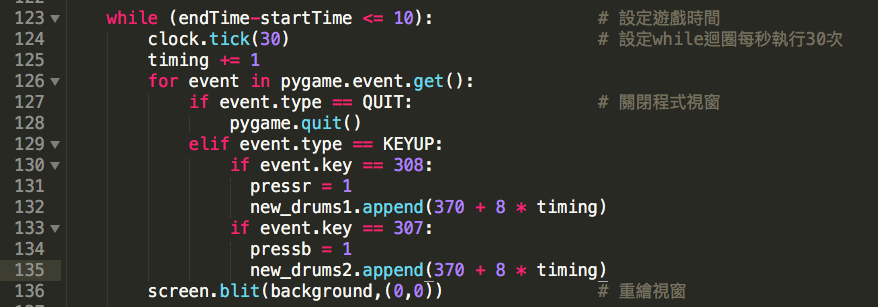 123 while (endTime-startTime <= 10): # 設定遊戲時間
124 clock.tick(30) # 設定while迴圈每秒執行30次
125 timing += 1
126 for event in pygame.event.get():
127 if event.type == QUIT: # 關閉程式視窗
128 pygame.quit()
129 elif event.type == KEYUP:
130 if event.key == 308:
131 pressr = 1
132 new_drums1.append(370 + 8 * timing)
133 if event.key == 307:
134 pressb = 1
135 new_drums2.append(370 + 8 * timing)
136 screen.blit(background,(0,0)) # 重繪視窗